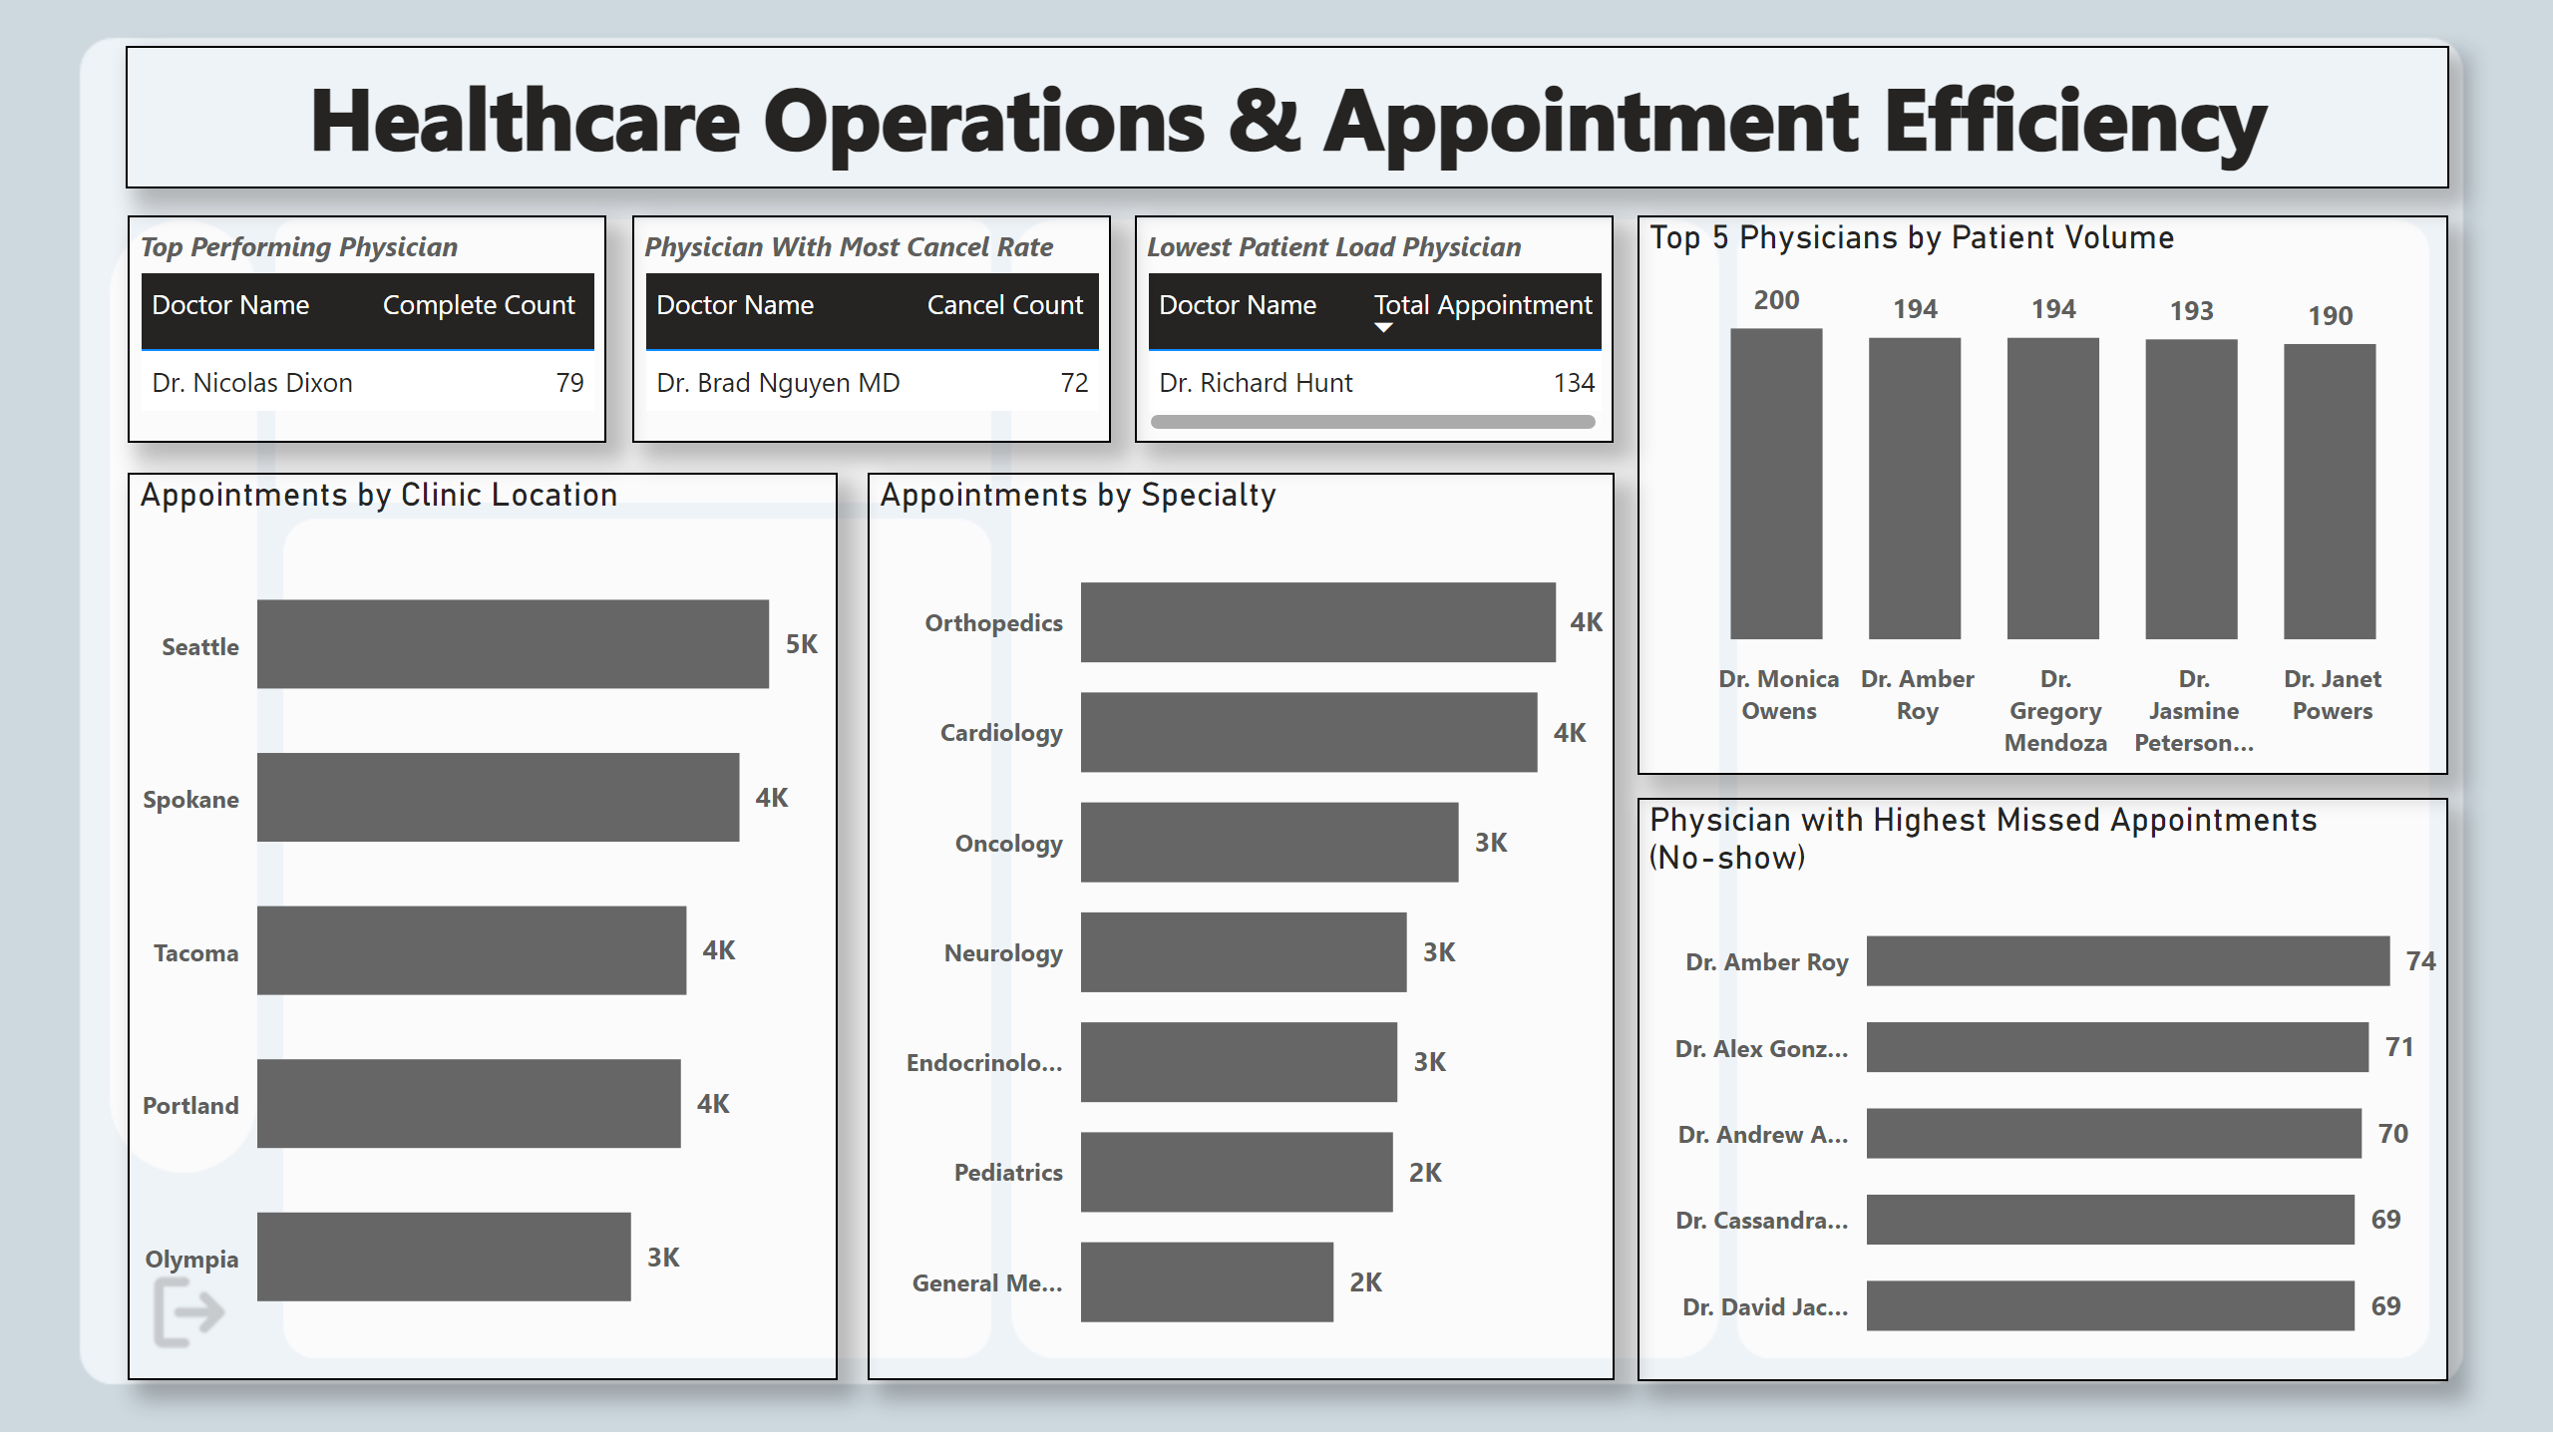 Healthcare Operations & Appointment Efficiency
Top Performing Physician
Doctor Name Complete Count
Dr. Nicolas Dixon 79
Physician With Most Cancel Rate
Doctor Name Cancel Count
Dr. Brad Nguyen MD 72
Lowest Patient Load Physician
Doctor Name Total Appointment
Dr. Richard Hunt 134
Top 5 Physicians by Patient Volume
200 194 194 193 190
Dr. Monica Owens
Dr. Amber Roy
Dr. Gregory Mendoza
Dr. Jasmine Peterson...
Dr. Janet Powers
Appointments by Clinic Location
Seattle 5K
Spokane 4K
Tacoma 4K
Portland 4K
Olympia 3K
Appointments by Specialty
Orthopedics 4K
Cardiology 4K
Oncology 3K
Neurology 3K
Endocrinolo... 3K
Pediatrics 2K
General Me... 2K
Physician with Highest Missed Appointments
(No-show)
Dr. Amber Roy 74
Dr. Alex Gonz... 71
Dr. Andrew A... 70
Dr. Cassandra... 69
Dr. David Jac... 69